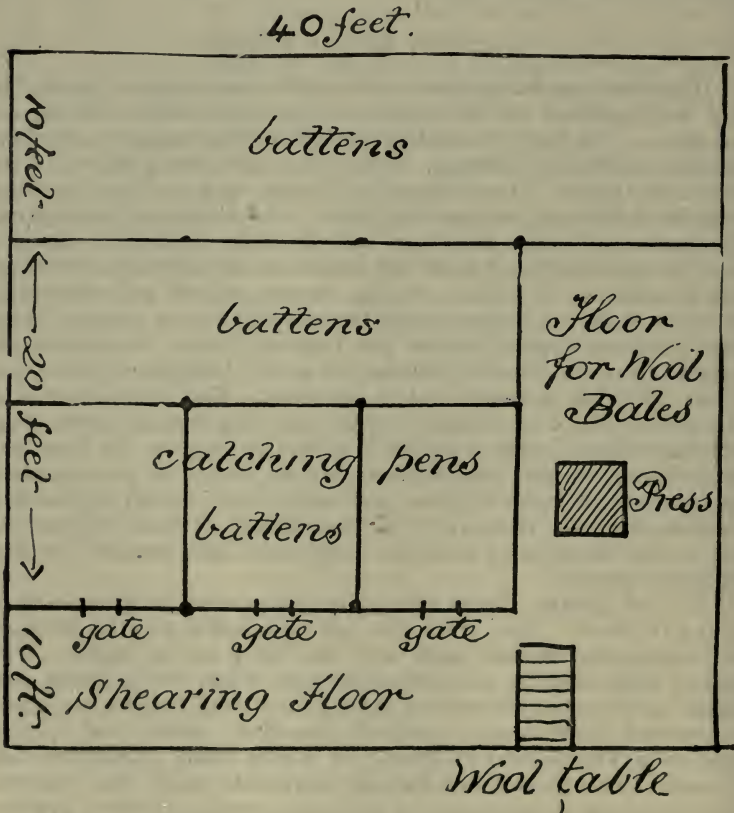 40 feet.
10 feet.
battens
20 feet
battens
Floor
for Wool
Bales
catching pens
battens
Press
gate gate gate
10 ft.
Shearing Floor
Wool table